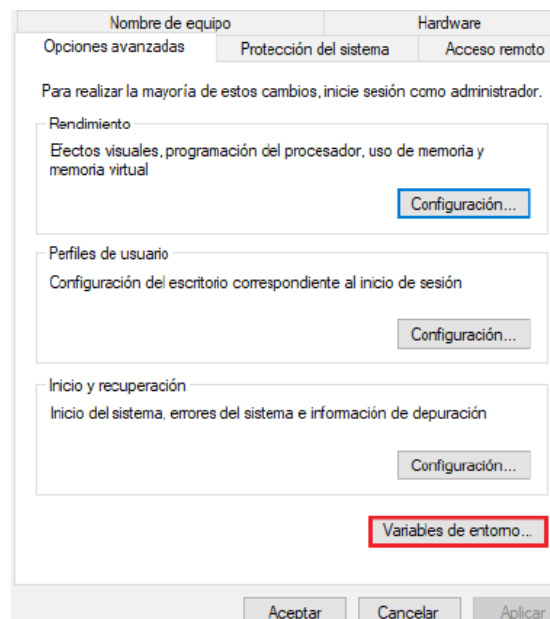 Nombre de equipo
Hardware
Opciones avanzadas
Protección del sistema
Acceso remoto
Para realizar la mayoría de estos cambios, inicie sesión como administrador.
Rendimiento
Efectos visuales, programación del procesador, uso de memoria y
memoria virtual
Configuración...
Perfiles de usuario
Configuración del escritorio correspondiente al inicio de sesión
Configuración...
Inicio y recuperación
Inicio del sistema, errores del sistema e información de depuración
Configuración...
Variables de entorno...
Aceptar
Cancelar
Aplicar